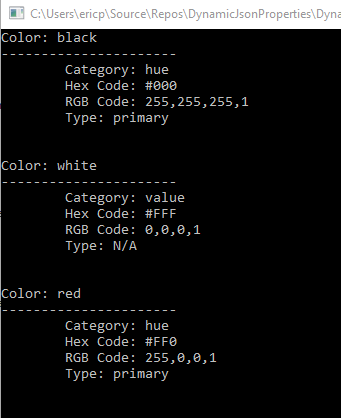 C:\Users\ericp\Source\Repos\DynamicJsonProperties\Dyna
Color: black
----------------------
Category: hue
Hex Code: #000
RGB Code: 255,255,255,1
Type: primary
Color: white
----------------------
Category: value
Hex Code: #FFF
RGB Code: 0,0,0,1
Type: N/A
Color: red
----------------------
Category: hue
Hex Code: #FF0
RGB Code: 255,0,0,1
Type: primary